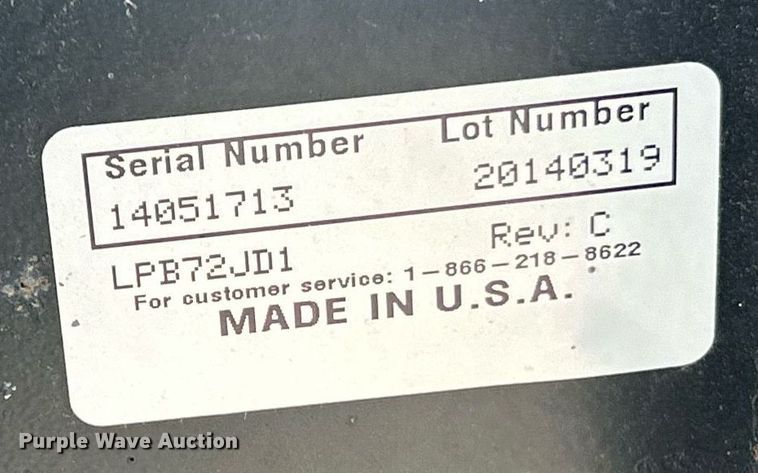 Serial Number Lot Number
14051713 20140319
LPB72JD1 Rev: C
For customer service: 1-866-218-8622
MADE IN U.S.A.
Purple Wave Auction